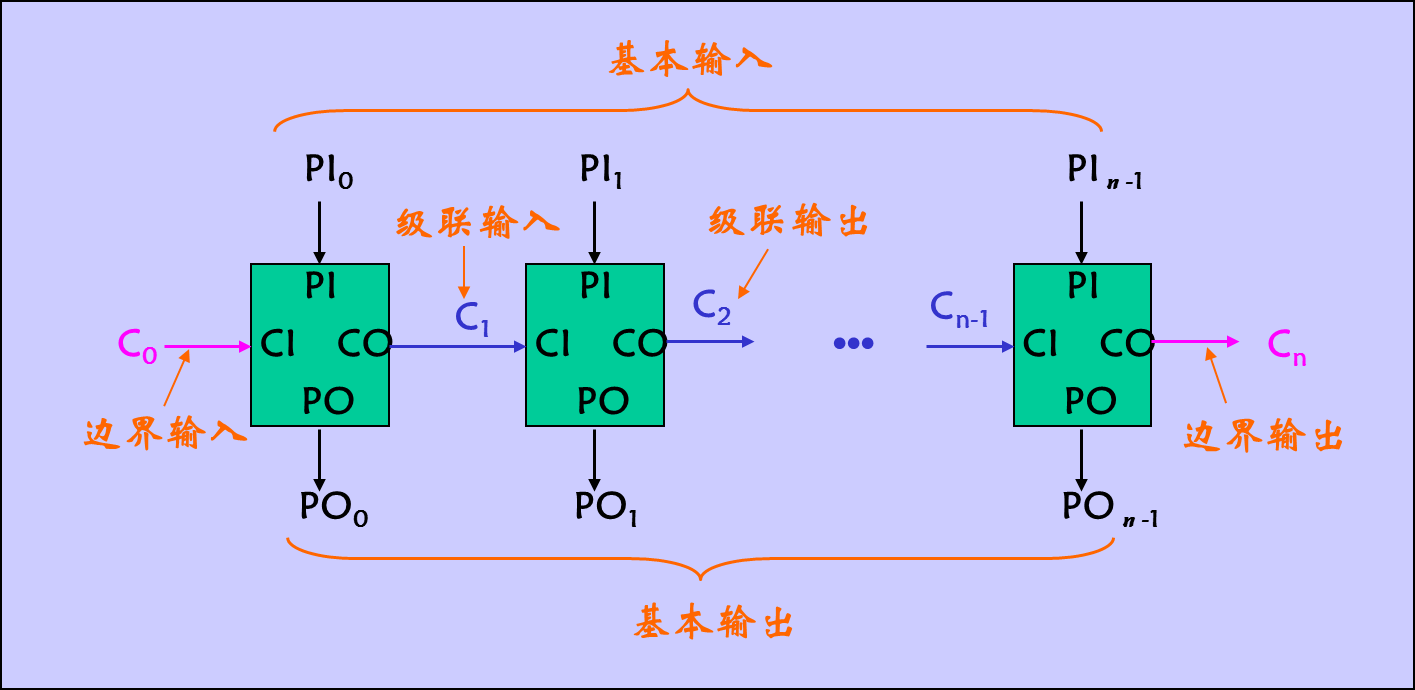 基本输入
PI0 PI1 PI n-1
级联输入 级联输出
PI PI PI
C0 CI CO C1 CI CO C2 ••• Cn-1 CI CO Cn
PO PO PO
边界输入 边界输出
PO0 PO1 PO n-1
基本输出